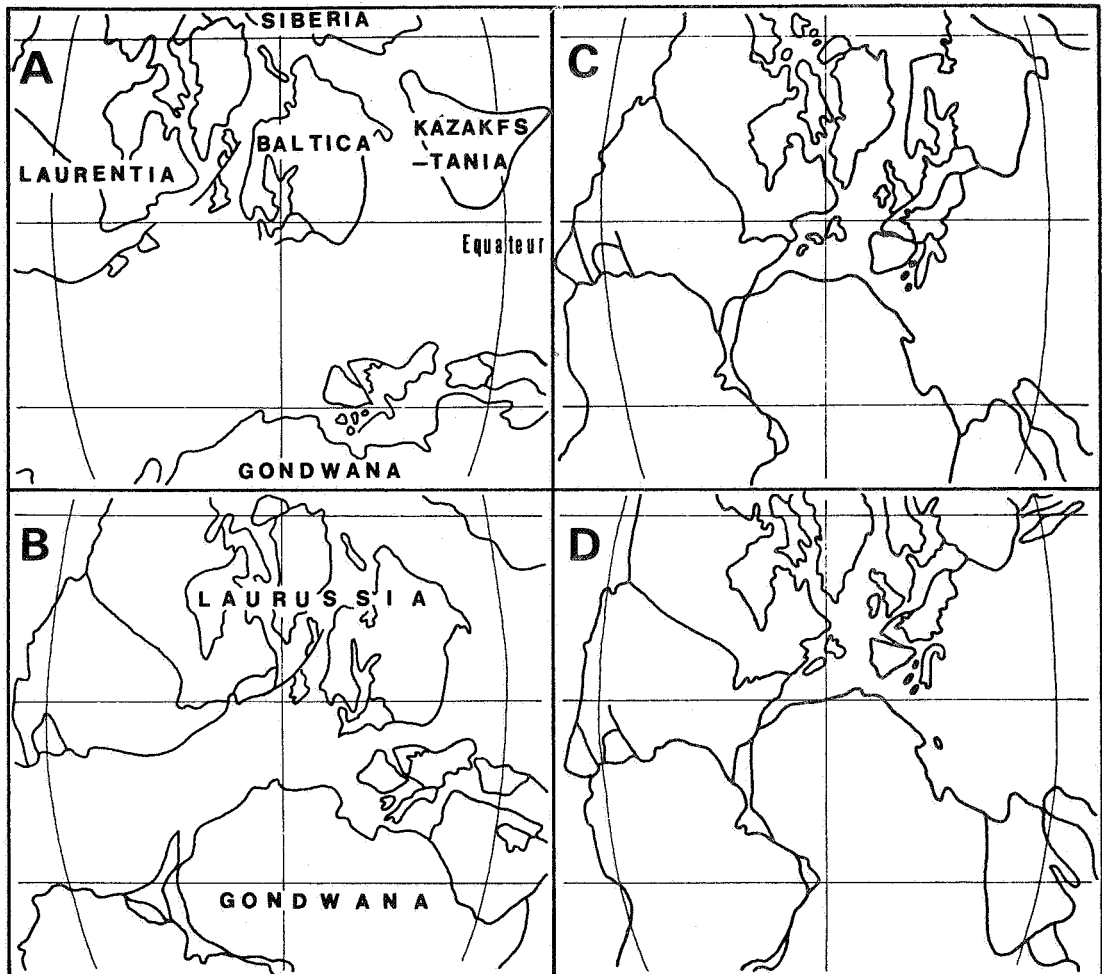 SIBERIA
A
C
KAZAKFS
BALTICA
-TANIA
LAURENTIA
Equateur
GONDWANA
B
D
LAURUSSIA
GONDWANA